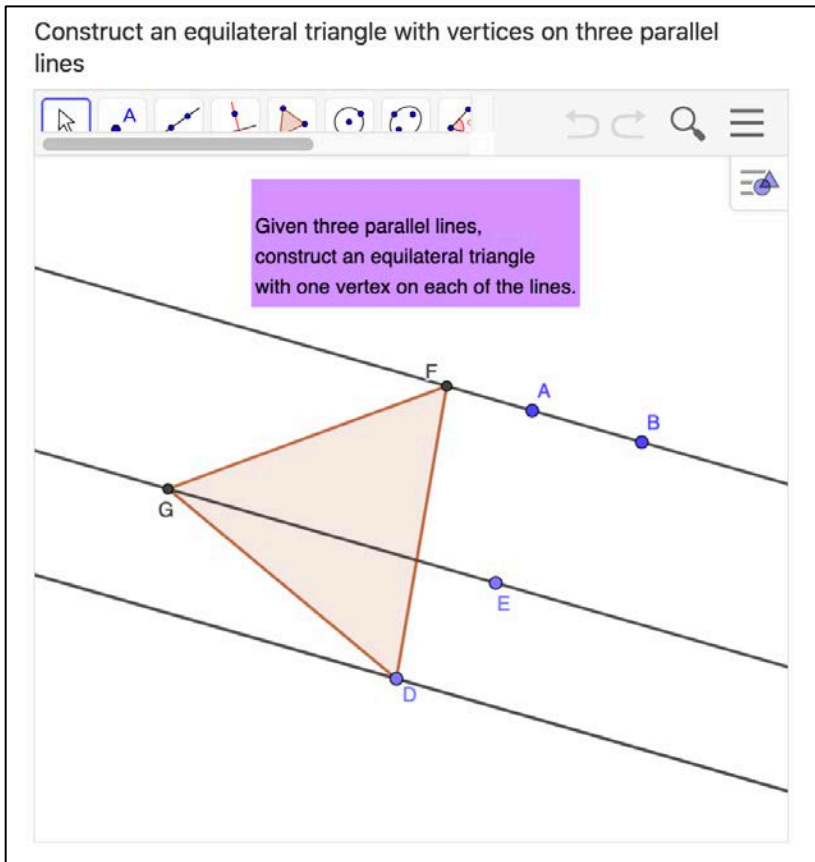 Construct an equilateral triangle with vertices on three parallel
lines
A
Given three parallel lines,
construct an equilateral triangle
with one vertex on each of the lines.
F
A
B
G
E
D